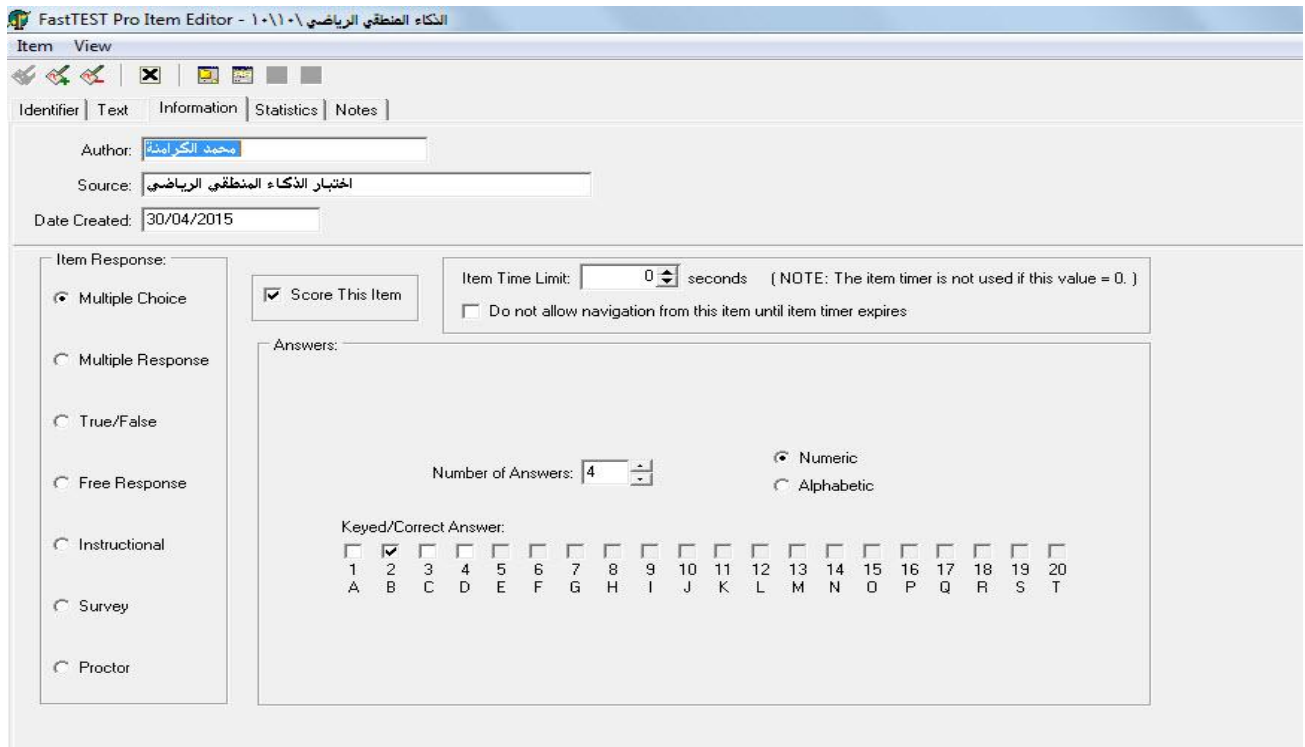 FastTEST Pro Item Editor - ١٠\١٠\ الذكاء المنطقي الرياضي
Item View
Identifier Text Information Statistics Notes
Author: محمد الكرامنة
Source: اختبار الذكاء المنطقي الرياضي
Date Created: 30/04/2015
Item Response:
Multiple Choice
Multiple Response
True/False
Free Response
Instructional
Survey
Proctor
Score This Item
Item Time Limit: 0 seconds ( NOTE: The item timer is not used if this value = 0. )
Do not allow navigation from this item until item timer expires
Answers:
Number of Answers: 4
Numeric
Alphabetic
Keyed/Correct Answer:
1 2 3 4 5 6 7 8 9 10 11 12 13 14 15 16 17 18 19 20
A B C D E F G H I J K L M N O P Q R S T